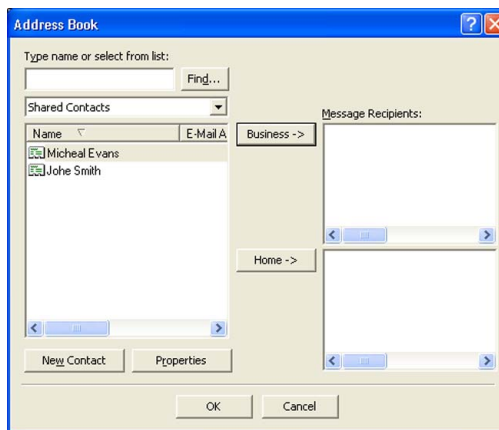 Address Book
Type name or select from list:
Find...
Shared Contacts
Message Recipients:
Name E-Mail A
Business ->
Micheal Evans
Johe Smith
Home ->
New Contact Properties
OK Cancel